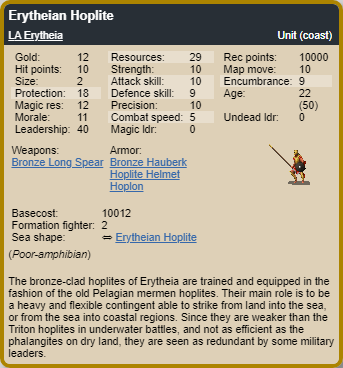 Erytheian Hoplite
LA Erytheia Unit (coast)
Gold: 12 Resources: 29 Rec points: 10000
Hit points: 10 Strength: 10 Map move: 10
Size: 2 Attack skill: 10 Encumbrance: 9
Protection: 18 Defence skill: 9 Age: 22
Magic res: 12 Precision: 10 (50)
Morale: 11 Combat speed: 5 Undead ldr: 0
Leadership: 40 Magic ldr: 0
Weapons: Armor:
Bronze Long Spear Bronze Hauberk
Hoplite Helmet
Hoplon
Basecost: 10012
Formation fighter: 2
Sea shape: ⇔ Erytheian Hoplite
(Poor-amphibian)
The bronze-clad hoplites of Erytheia are trained and equipped in the
fashion of the old Pelagian mermen hoplites. Their main role is to be
a heavy and flexible contingent able to strike from land into the sea,
or from the sea into coastal regions. Since they are weaker than the
Triton hoplites in underwater battles, and not as efficient as the
phalangites on dry land, they are seen as redundant by some military
leaders.